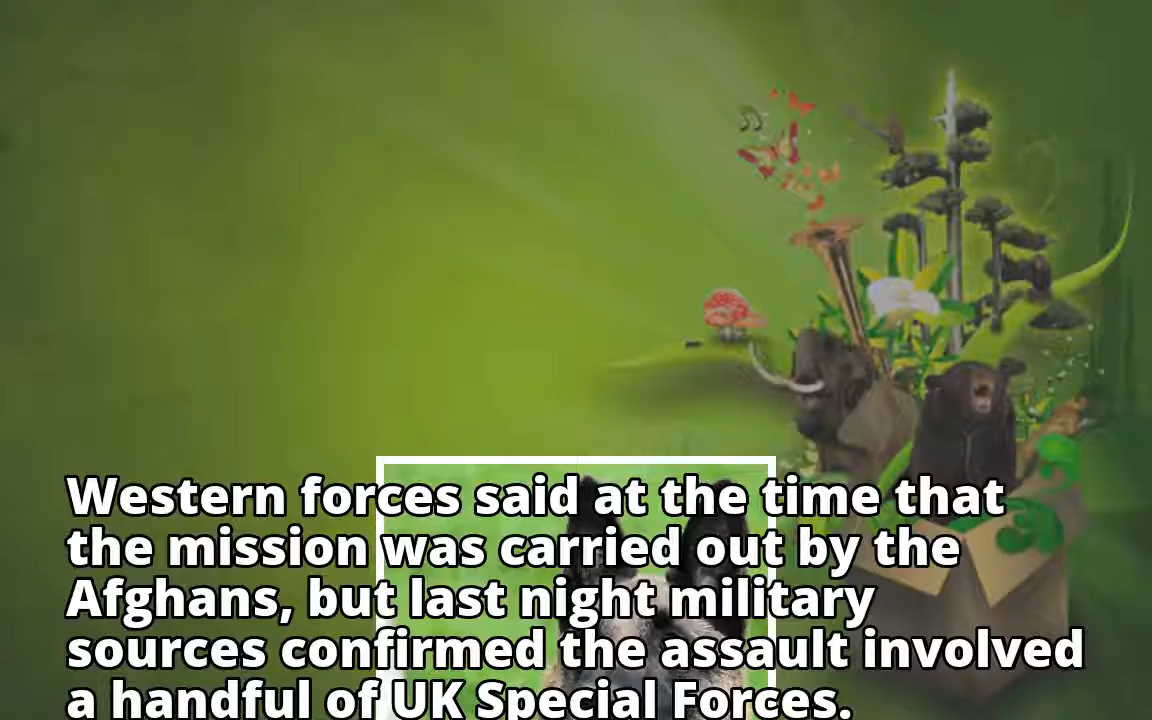 Western forces said at the time that
the mission was carried out by the
Afghans, but last night military
sources confirmed the assault involved
a handful of UK Special Forces.